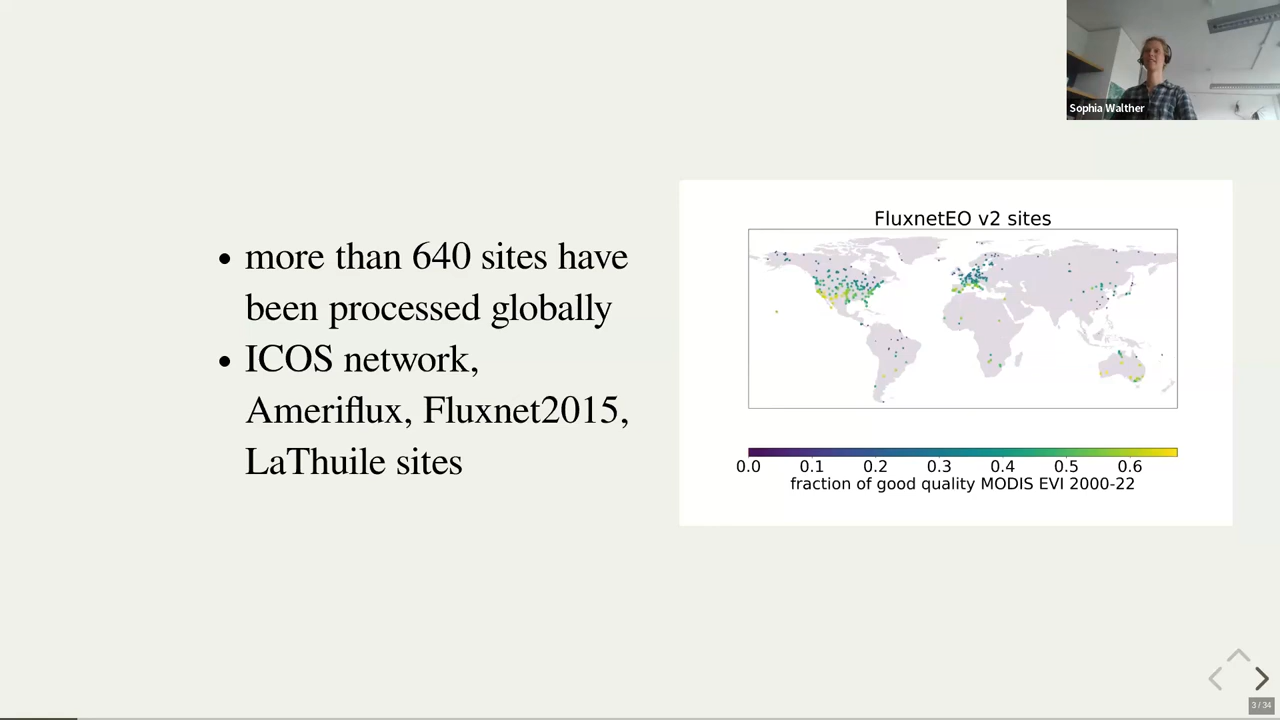 Sophia Walther
• more than 640 sites have
been processed globally
• ICOS network,
Ameriflux, Fluxnet2015,
LaThuile sites
FluxnetEO v2 sites
0.0 0.1 0.2 0.3 0.4 0.5 0.6
fraction of good quality MODIS EVI 2000-22
3 / 34